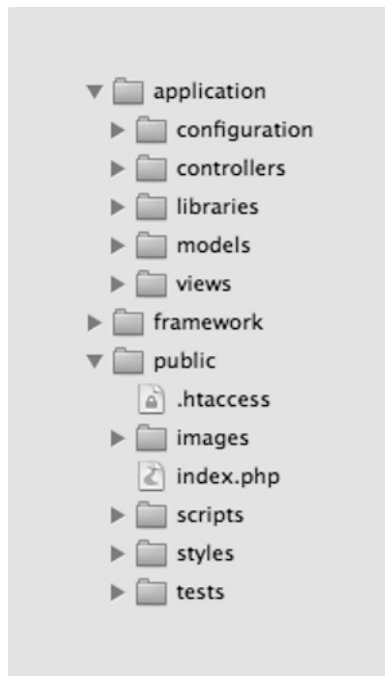 application
configuration
controllers
libraries
models
views
framework
public
.htaccess
images
index.php
scripts
styles
tests